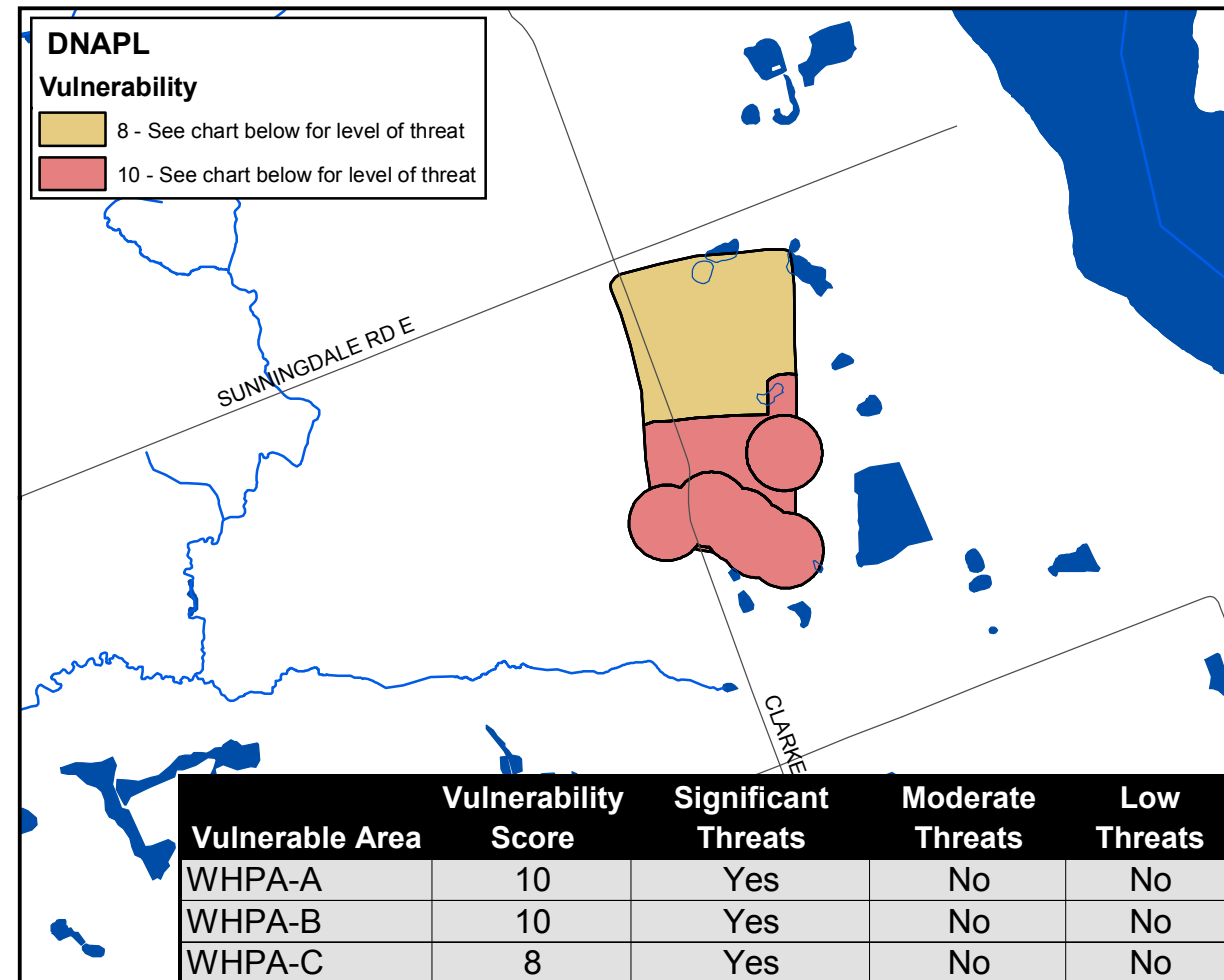 DNAPL
Vulnerability
8 - See chart below for level of threat
10 - See chart below for level of threat
SUNNINGDALE RD E
CLARKE
Vulnerable Area Vulnerability Score Significant Threats Moderate Threats Low Threats
WHPA-A 10 Yes No No
WHPA-B 10 Yes No No
WHPA-C 8 Yes No No